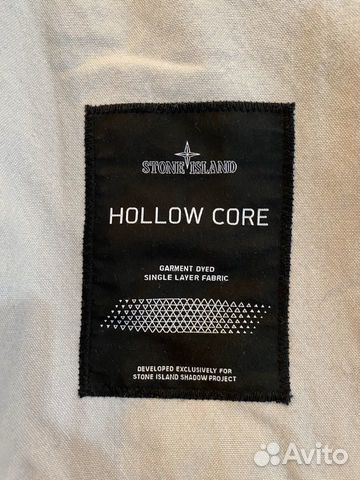 STONE ISLAND
HOLLOW CORE
GARMENT DYED
SINGLE LAYER FABRIC
DEVELOPED EXCLUSIVELY FOR
STONE ISLAND SHADOW PROJECT
Avito